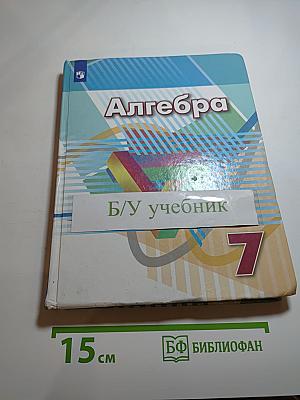 Алгебра
Б/У учебник
7
15 см
БФ БИБЛИОФАН